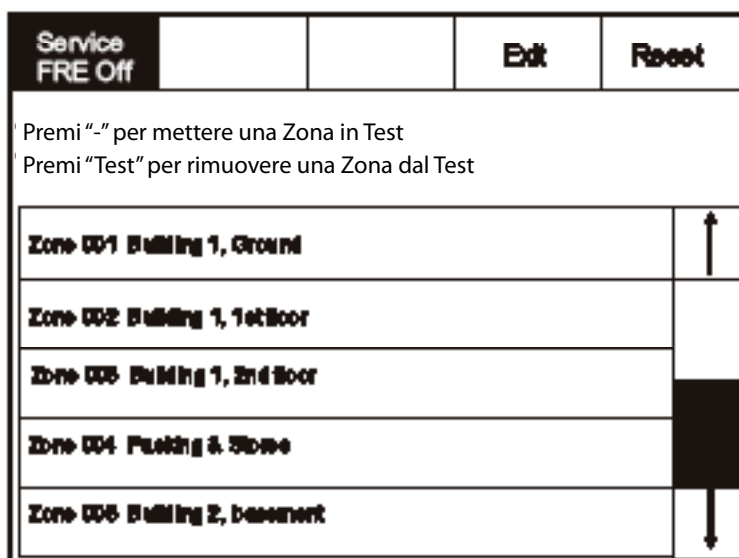 Service
FRE Off
Exit
Reset
Premi “-” per mettere una Zona in Test
Premi “Test” per rimuovere una Zona dal Test
Zone 001 Building 1, Ground
Zone 002 Building 1, 1st floor
Zone 003 Building 1, 2nd floor
Zone 004 Packing & Stores
Zone 005 Building 2, basement